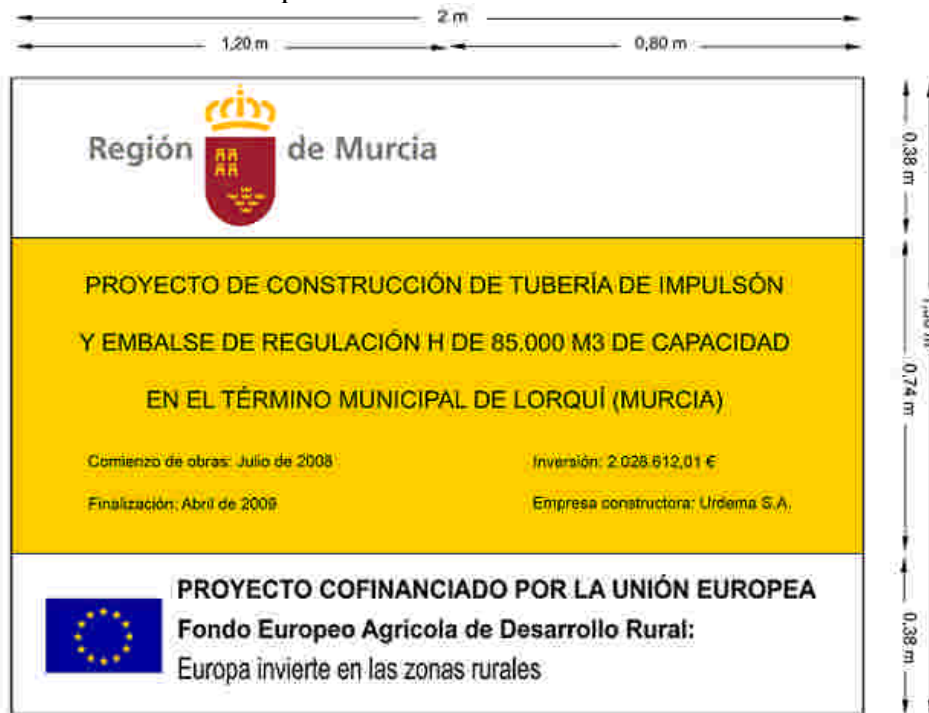 2 m
1,20 m 0,80 m
Región de Murcia
0,38 m
PROYECTO DE CONSTRUCCIÓN DE TUBERÍA DE IMPULSÓN
Y EMBALSE DE REGULACIÓN H DE 85.000 M3 DE CAPACIDAD
EN EL TÉRMINO MUNICIPAL DE LORQUÍ (MURCIA)
0,74 m
Comienzo de obras: Julio de 2008 Inversión: 2.028.612,01 €
Finalización: Abril de 2009 Empresa constructora: Urdema S.A.
PROYECTO COFINANCIADO POR LA UNIÓN EUROPEA
Fondo Europeo Agrícola de Desarrollo Rural:
Europa invierte en las zonas rurales
0,38 m